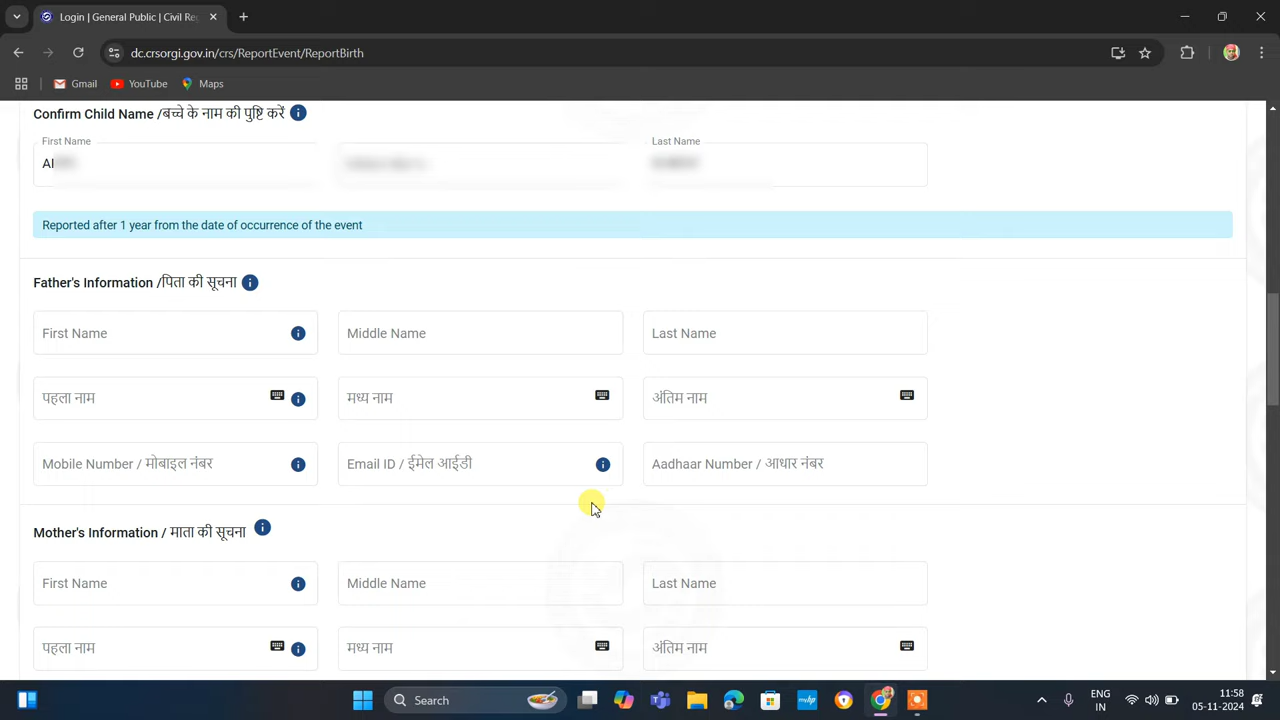 Login | General Public | Civil Re
dc.crsorgi.gov.in/crs/ReportEvent/ReportBirth
Gmail
YouTube
Maps
Confirm Child Name /बच्चे के नाम की पुष्टि करें
First Name
Last Name
Al
Reported after 1 year from the date of occurrence of the event
Father's Information /पिता की सूचना
First Name
Middle Name
Last Name
पहला नाम
मध्य नाम
अंतिम नाम
Mobile Number / मोबाइल नंबर
Email ID / ईमेल आईडी
Aadhaar Number / आधार नंबर
Mother's Information / माता की सूचना
First Name
Middle Name
Last Name
पहला नाम
मध्य नाम
अंतिम नाम
Search
ENG
IN
11:58
05-11-2024